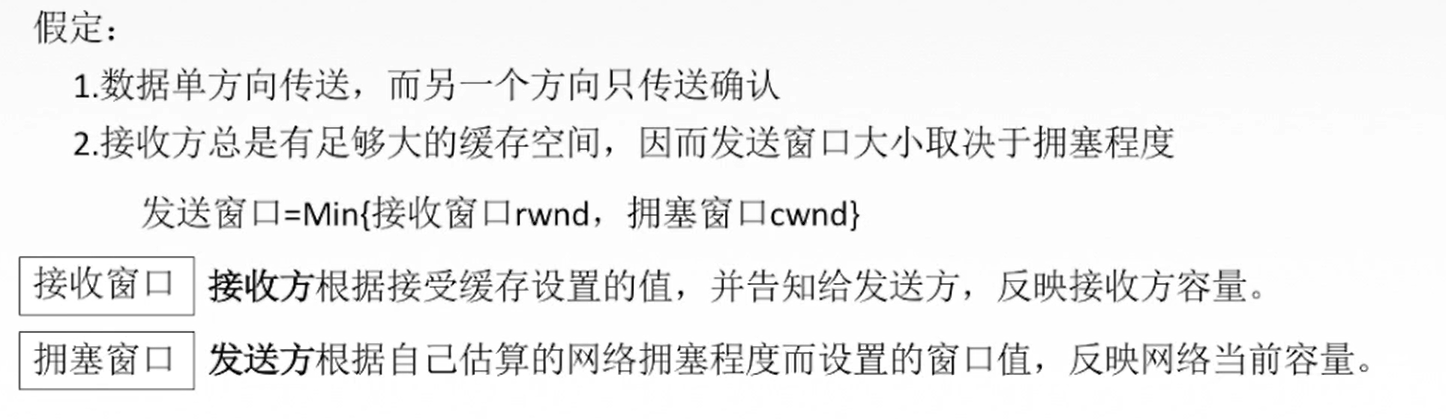 假定：
1.数据单方向传送，而另一个方向只传送确认
2.接收方总是有足够大的缓存空间，因而发送窗口大小取决于拥塞程度
发送窗口=Min{接收窗口rwnd，拥塞窗口cwnd}
接收窗口 接收方根据接受缓存设置的值，并告知给发送方，反映接收方容量。
拥塞窗口 发送方根据自己估算的网络拥塞程度而设置的窗口值，反映网络当前容量。